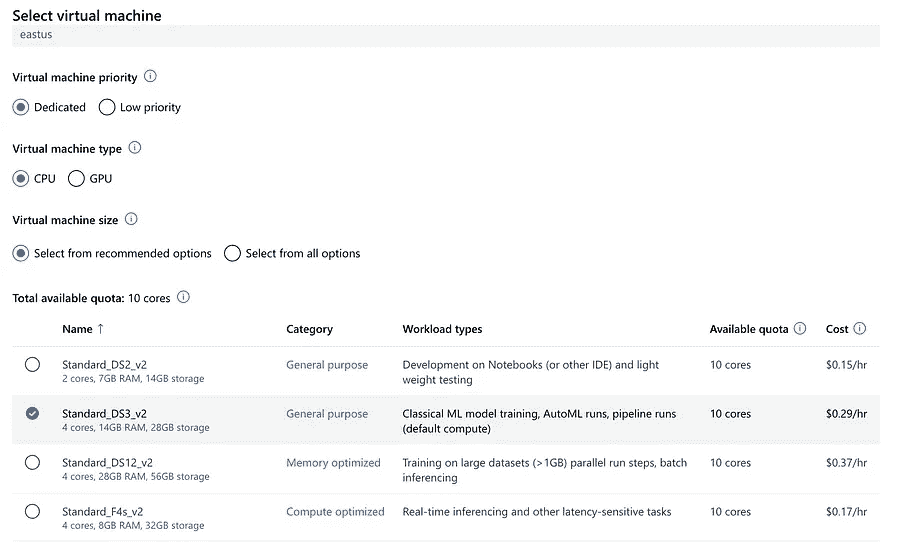 Select virtual machine
eastus
Virtual machine priority
Dedicated Low priority
Virtual machine type
CPU GPU
Virtual machine size
Select from recommended options Select from all options
Total available quota: 10 cores
Name ↑ Category Workload types Available quota Cost
Standard_DS2_v2 General purpose Development on Notebooks (or other IDE) and light 10 cores $0.15/hr
2 cores, 7GB RAM, 14GB storage weight testing
Standard_DS3_v2 General purpose Classical ML model training, AutoML runs, pipeline runs 10 cores $0.29/hr
4 cores, 14GB RAM, 28GB storage (default compute)
Standard_DS12_v2 Memory optimized Training on large datasets (>1GB) parallel run steps, batch 10 cores $0.37/hr
4 cores, 28GB RAM, 56GB storage inferencing
Standard_F4s_v2 Compute optimized Real-time inferencing and other latency-sensitive tasks 10 cores $0.17/hr
4 cores, 8GB RAM, 32GB storage